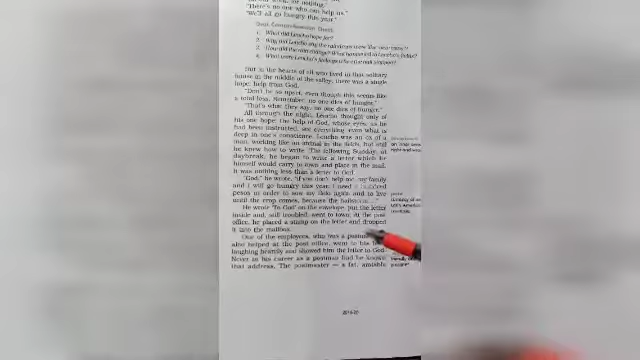 "There's no one who can help us."
"We'll all go hungry this year."
Oral Comprehension Check
1. What did Lencho hope for?
2. Why did Lencho say the raindrops were like 'new coins'?
3. How did the rain change? What happened to Lencho's fields?
4. What were Lencho's feelings when the hail stopped?
But in the hearts of all who lived in that solitary
house in the middle of the valley, there was a single
hope: help from God.
"Don't be so upset, even though this seems like
a total loss. Remember, no one dies of hunger."
"That's what they say: no one dies of hunger."
All through the night, Lencho thought only of
his one hope: the help of God, whose eyes, as he
had been instructed, see everything, even what is
deep in one's conscience. Lencho was an ox of a
man, working like an animal in the fields, but still
he knew how to write. The following Sunday, at
daybreak, he began to write a letter which he
himself would carry to town and place in the mail.
It was nothing less than a letter to God.
"God," he wrote, "if you don't help me, my family
and I will go hungry this year. I need a hundred
pesos in order to sow my field again and to live
until the crop comes, because the
He wrote 'To God' on the envelope, put the letter
inside and, still troubled, went to town. At the post
office, he placed a stamp on the letter and dropped
it into the mailbox.
One of the employees, who was a
also helped at the post office, went to his
laughing heartily and showed him the letter to God.
Never in his career as a postman had he known
that address. The postmaster — a fat, amiable